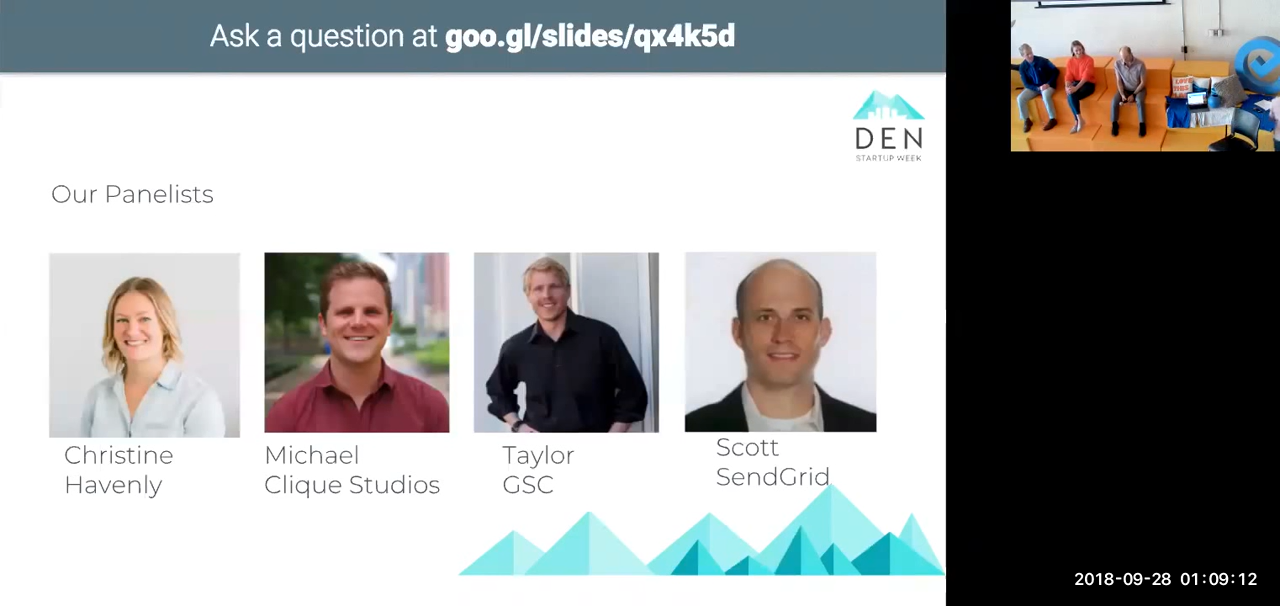 Ask a question at goo.gl/slides/qx4k5d
DEN
STARTUP WEEK
Our Panelists
Christine
Havenly
Michael
Clique Studios
Taylor
GSC
Scott
SendGrid
2018-09-28 01:09:12